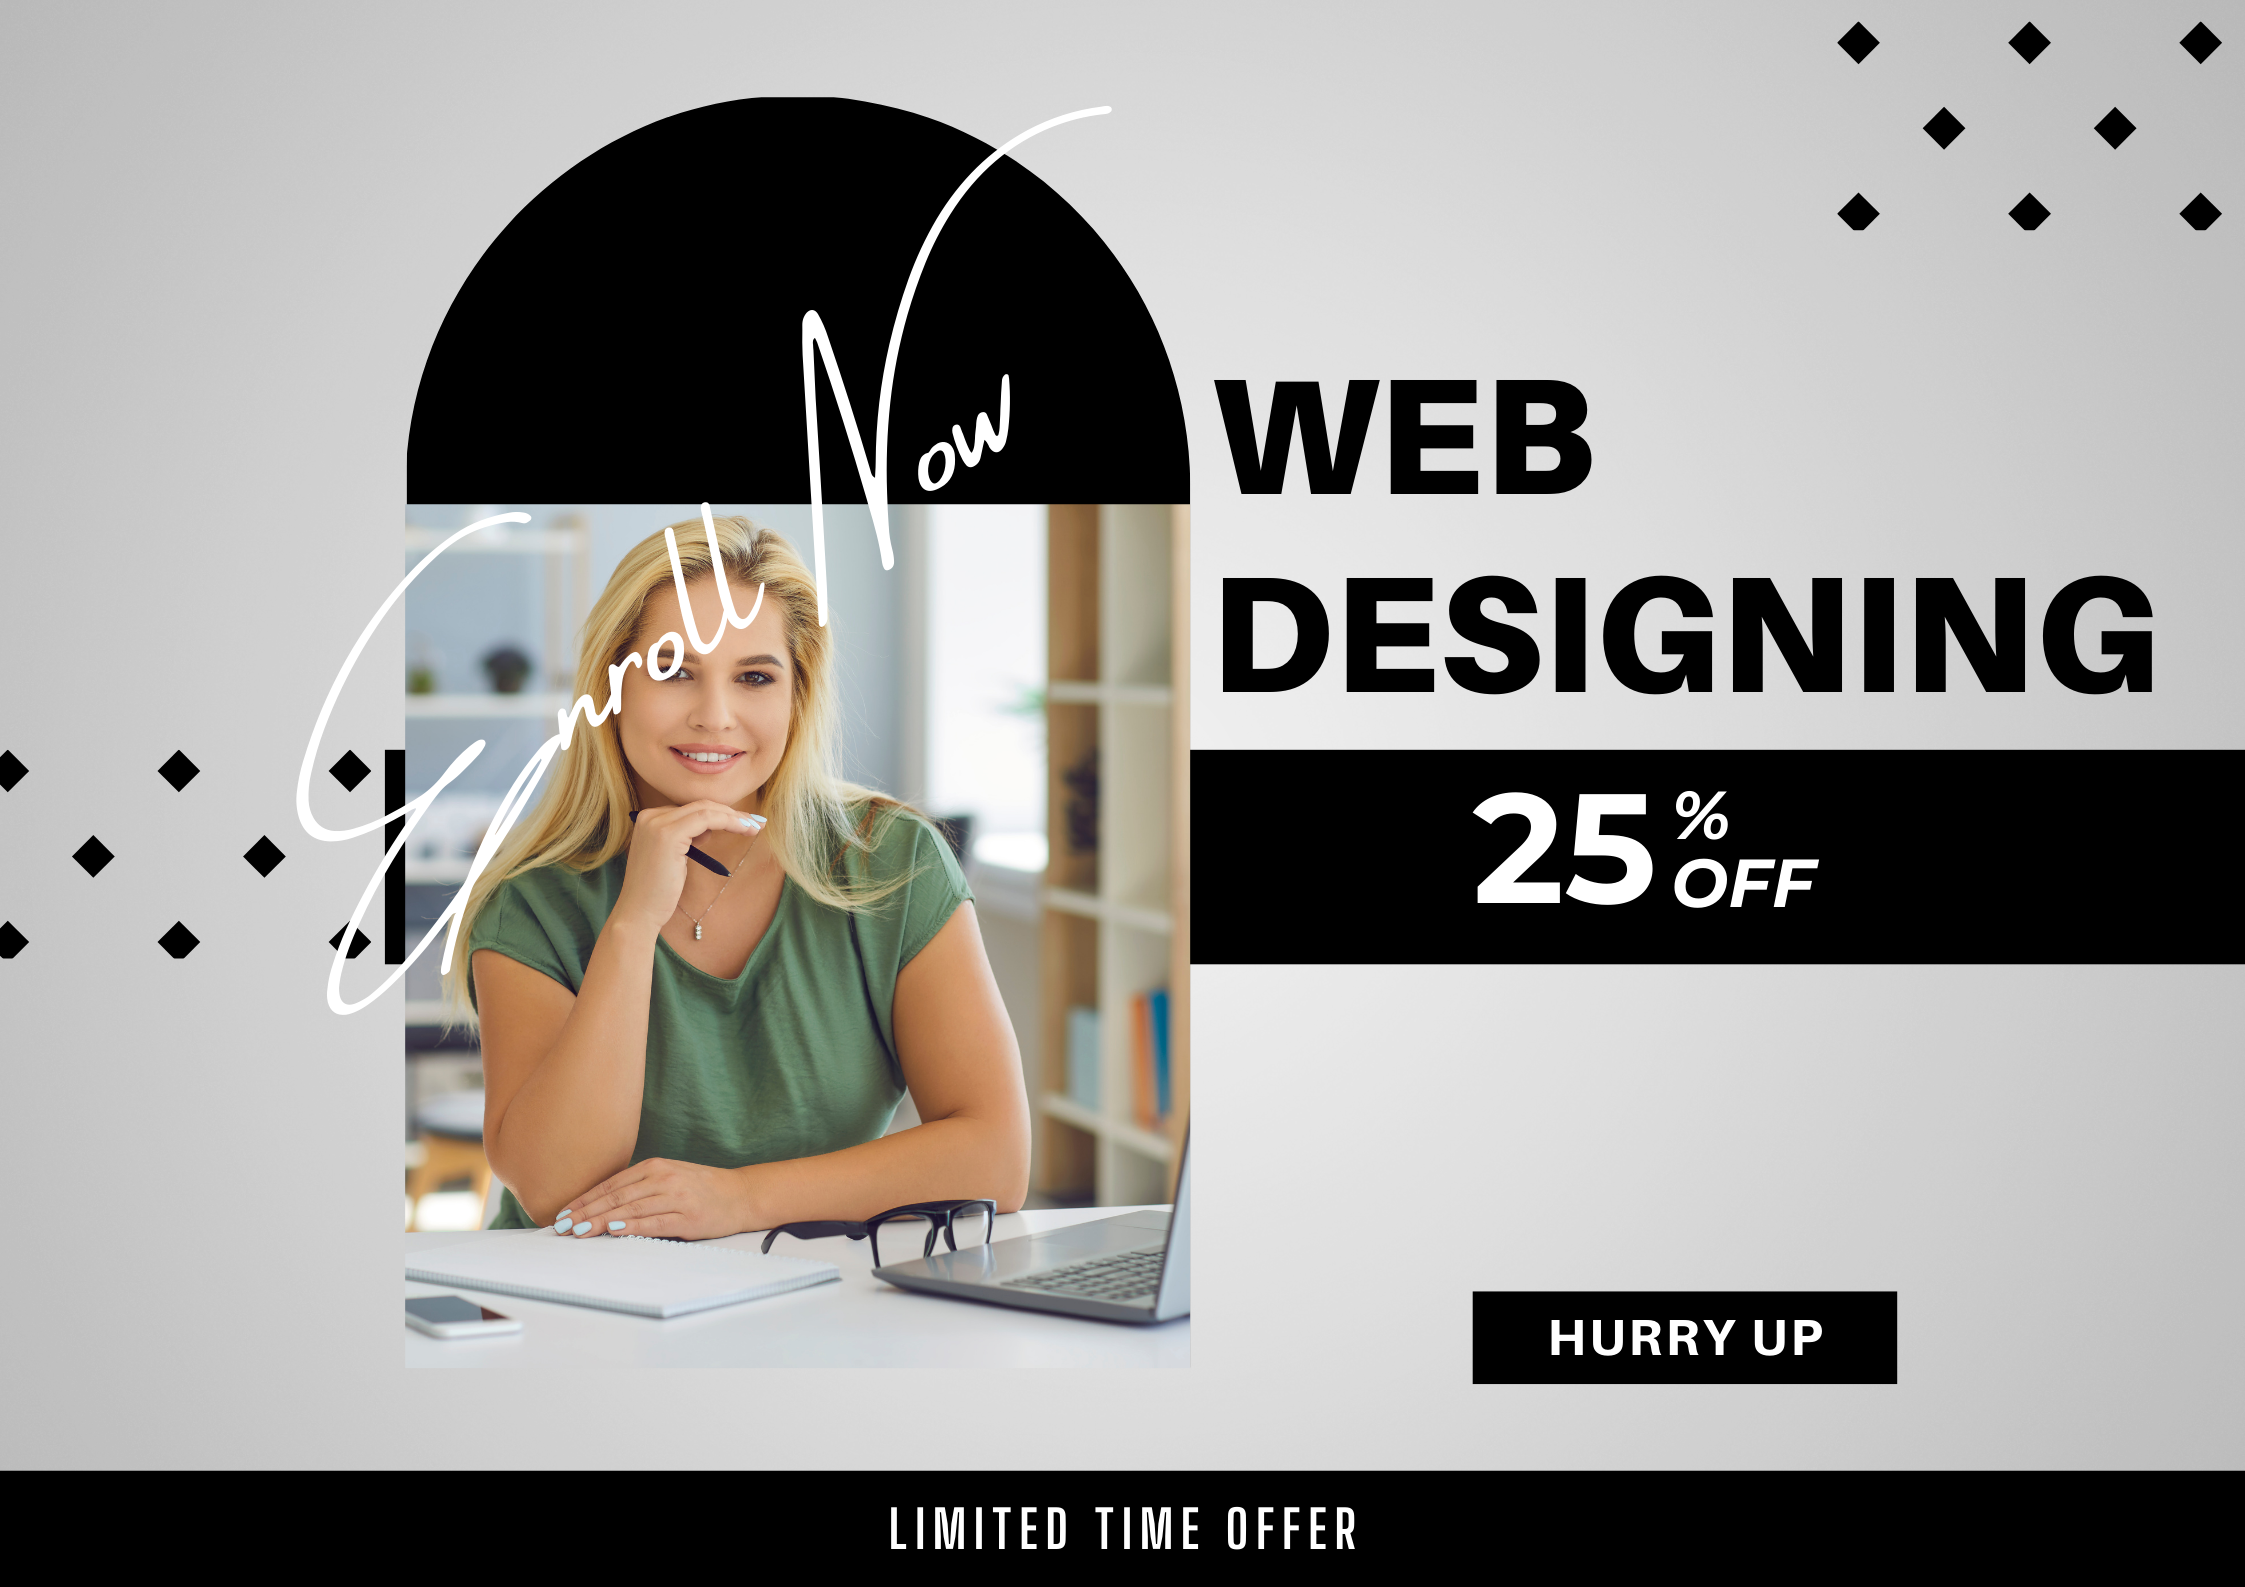 Enroll Now
WEB
DESIGNING
25 %
OFF
HURRY UP
LIMITED TIME OFFER